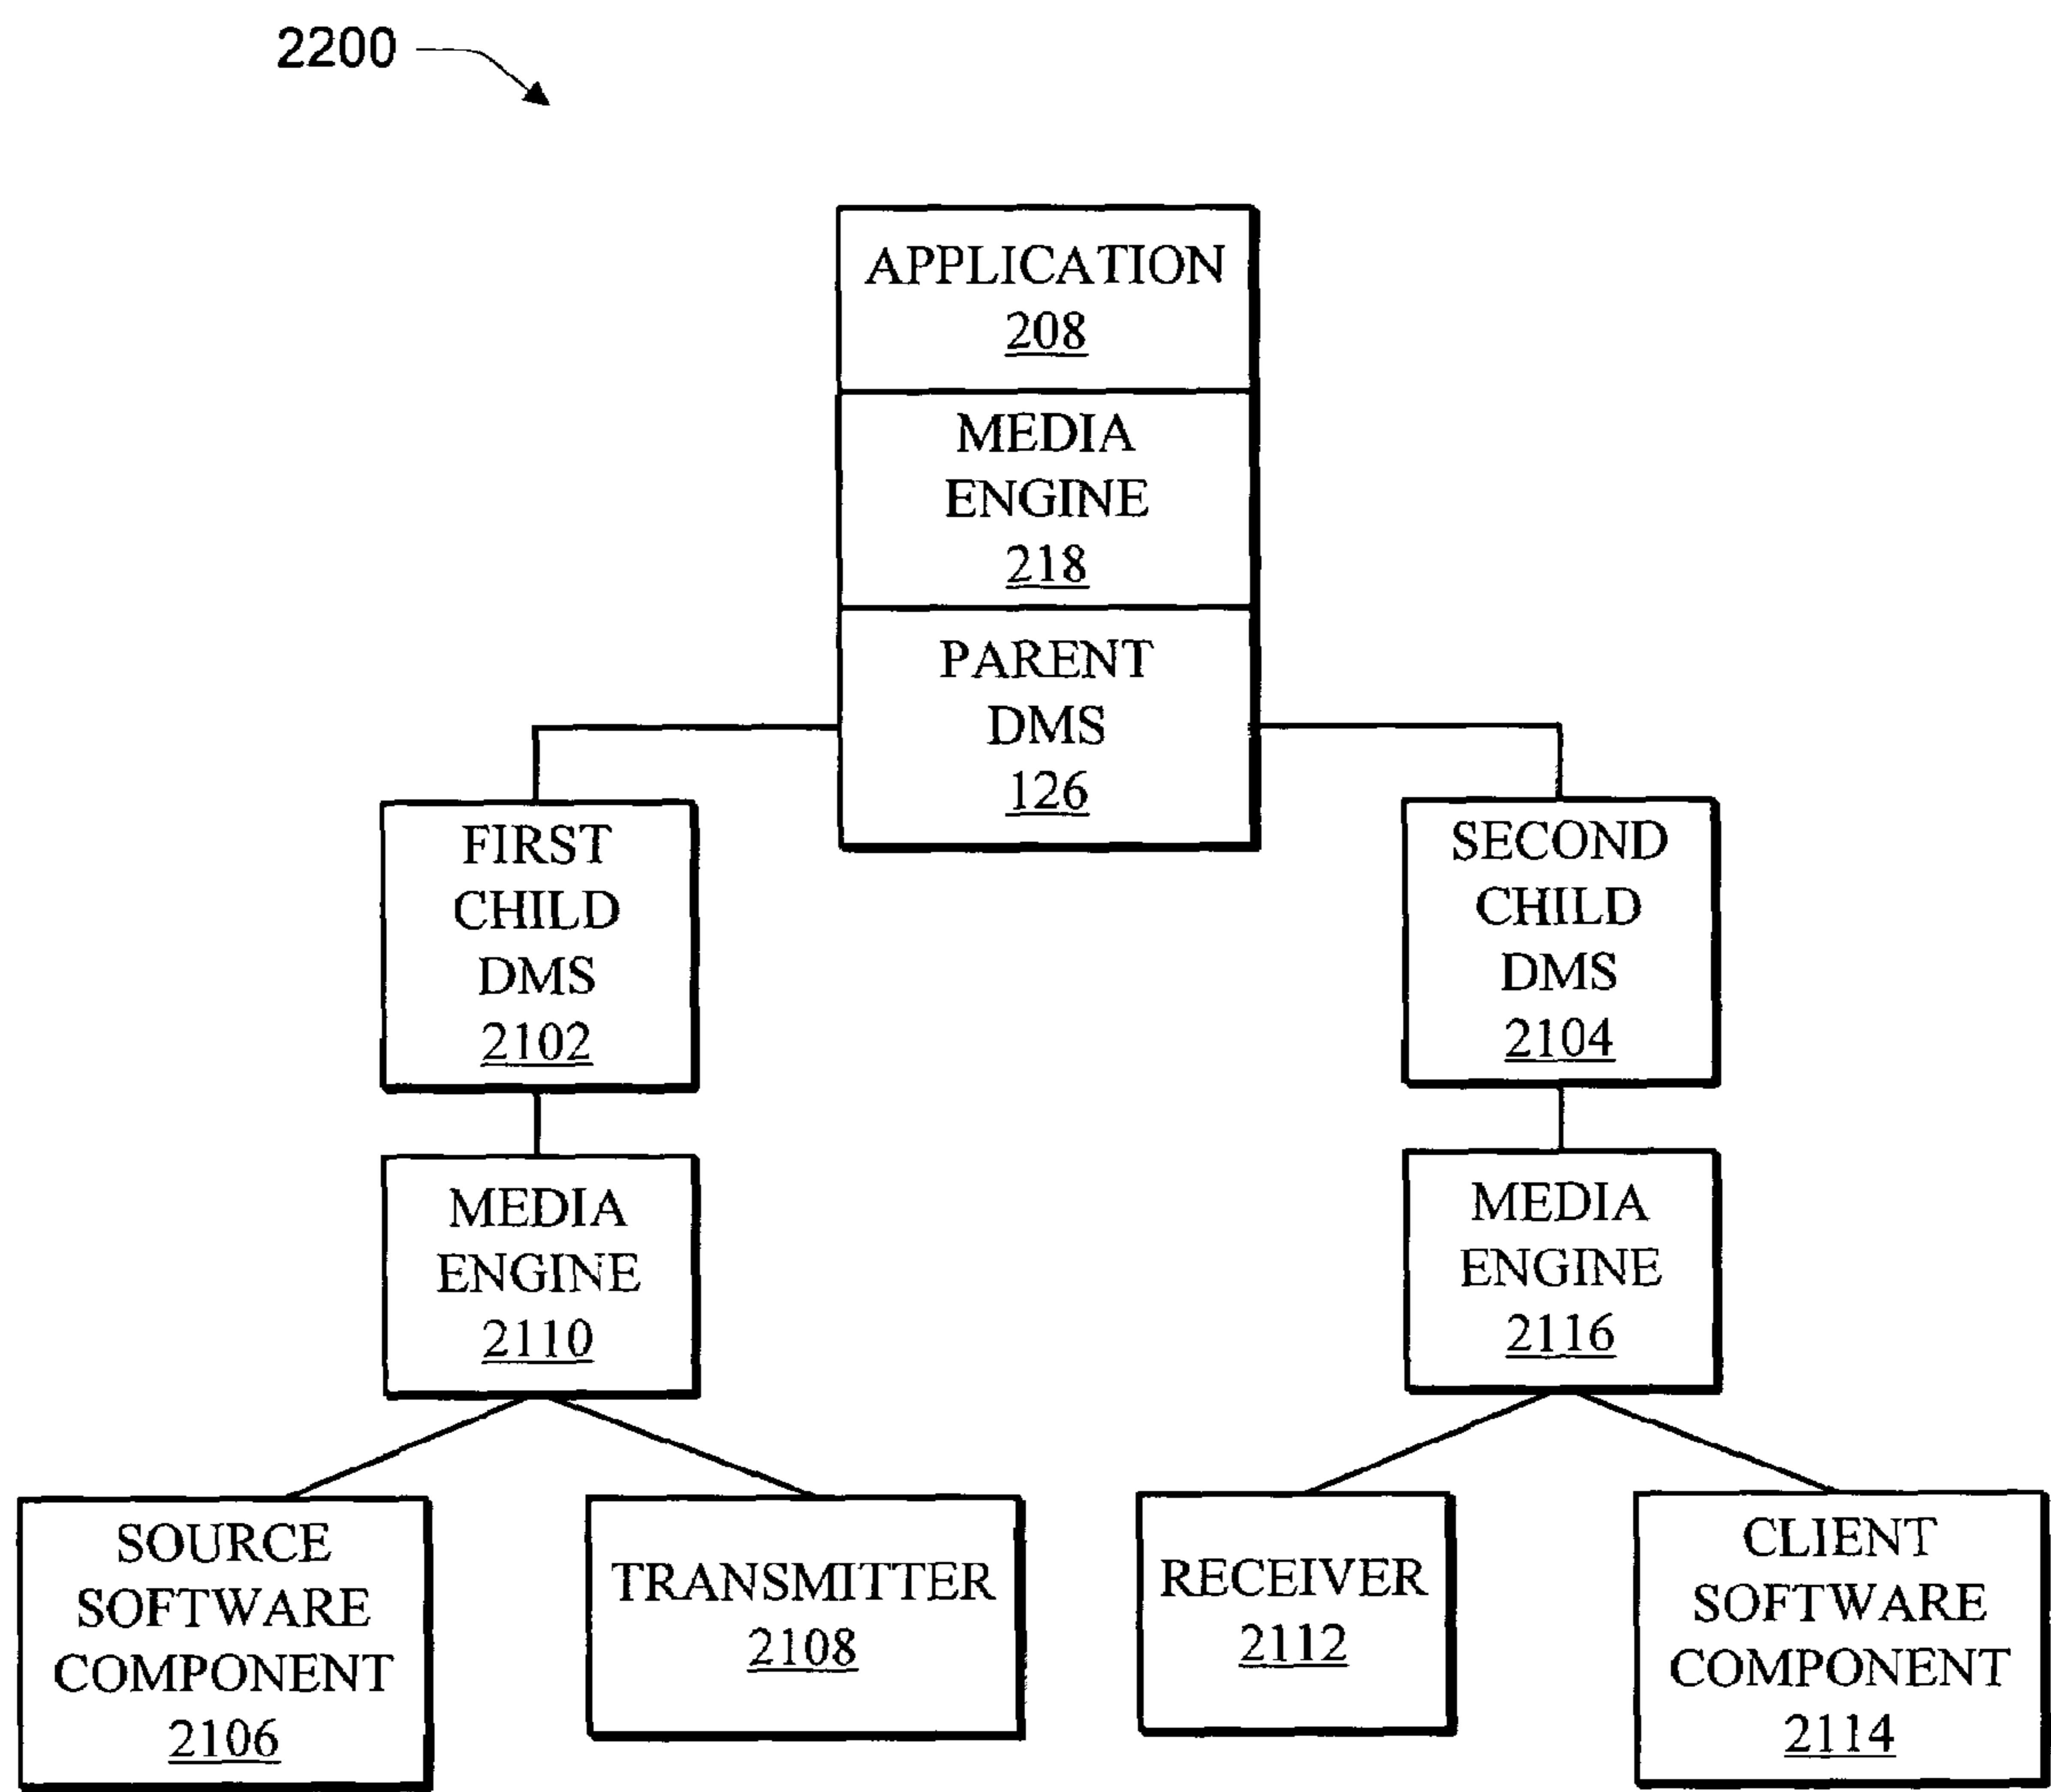 2200
APPLICATION
208
MEDIA
ENGINE
218
PARENT
DMS
126
FIRST
CHILD
DMS
2102
SECOND
CHILD
DMS
2104
MEDIA
ENGINE
2110
MEDIA
ENGINE
2116
SOURCE
SOFTWARE
COMPONENT
2106
TRANSMITTER
2108
RECEIVER
2112
CLIENT
SOFTWARE
COMPONENT
2114